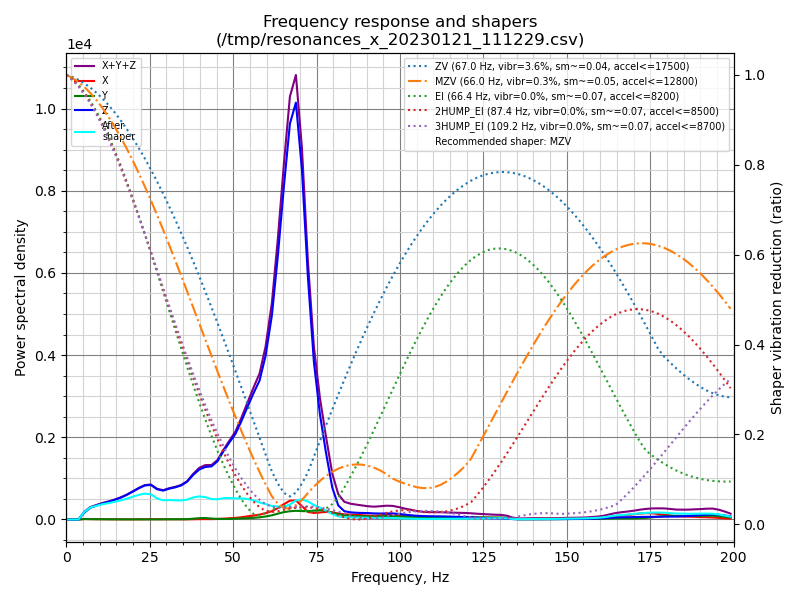 Frequency response and shapers
(/tmp/resonances_x_20230121_111229.csv)
1e4
X+Y+Z
X
Y
Z
After
shaper
ZV (67.0 Hz, vibr=3.6%, sm~=0.04, accel<=17500)
MZV (66.0 Hz, vibr=0.3%, sm~=0.05, accel<=12800)
EI (66.4 Hz, vibr=0.0%, sm~=0.07, accel<=8200)
2HUMP_EI (87.4 Hz, vibr=0.0%, sm~=0.07, accel<=8500)
3HUMP_EI (109.2 Hz, vibr=0.0%, sm~=0.07, accel<=8700)
Recommended shaper: MZV
Power spectral density
1.0
0.8
0.6
0.4
0.2
0.0
1.0
0.8
0.6
0.4
0.2
0.0
Shaper vibration reduction (ratio)
0 25 50 75 100 125 150 175 200
Frequency, Hz